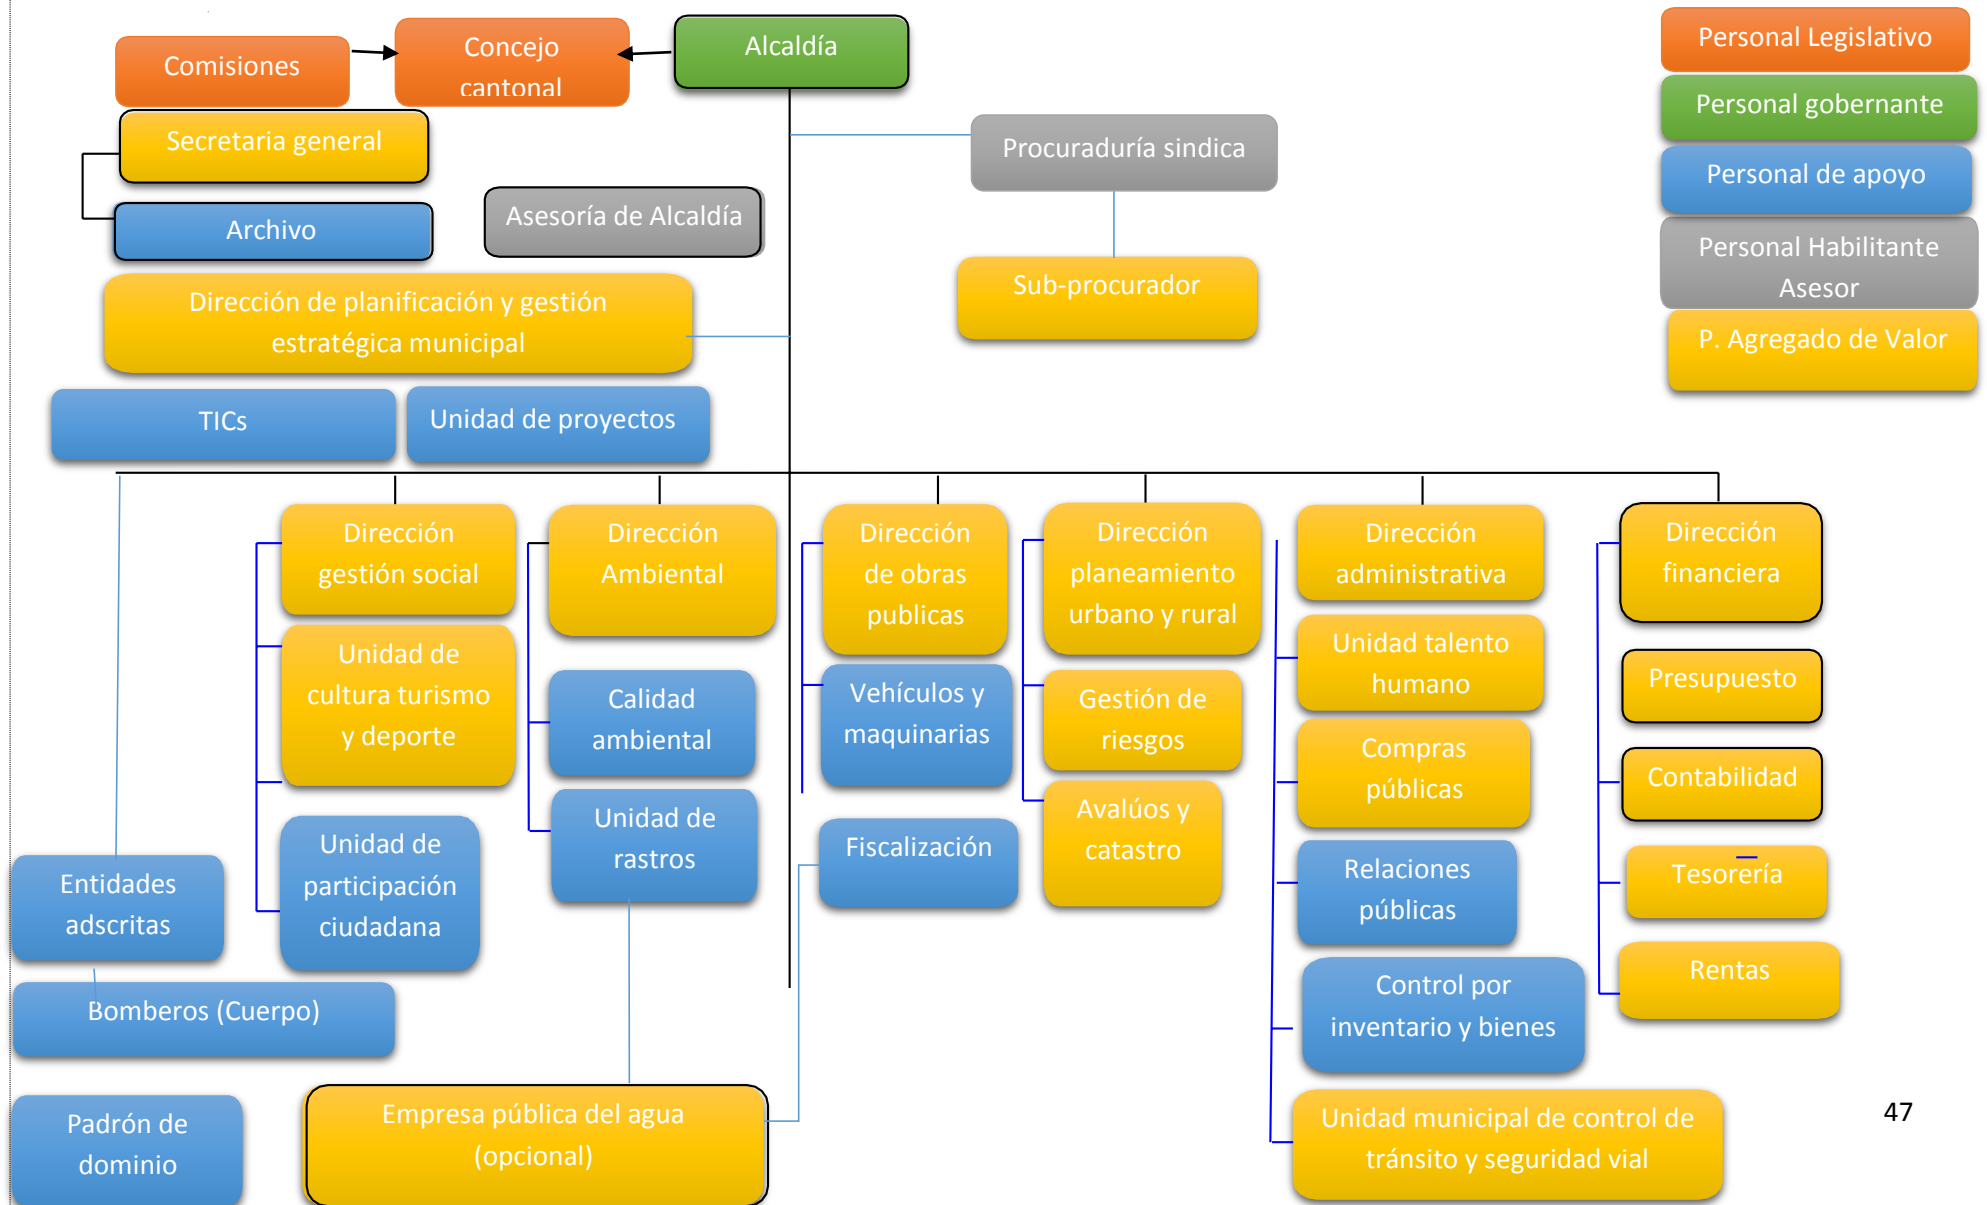 Comisiones
Concejo
cantonal
Alcaldía
Personal Legislativo
Personal gobernante
Personal de apoyo
Personal Habilitante
Asesor
P. Agregado de Valor
Secretaria general
Archivo
Asesoría de Alcaldía
Procuraduría sindica
Sub-procurador
Dirección de planificación y gestión
estratégica municipal
TICs
Unidad de proyectos
Dirección
gestión social
Unidad de
cultura turismo
y deporte
Unidad de
participación
ciudadana
Dirección
Ambiental
Calidad
ambiental
Unidad de
rastros
Dirección
de obras
publicas
Vehículos y
maquinarias
Fiscalización
Dirección
planeamiento
urbano y rural
Gestión de
riesgos
Avalúos y
catastro
Dirección
administrativa
Unidad talento
humano
Compras
públicas
Relaciones
públicas
Control por
inventario y bienes
Unidad municipal de control de
tránsito y seguridad vial
Dirección
financiera
Presupuesto
Contabilidad
Tesorería
Rentas
Entidades
adscritas
Bomberos (Cuerpo)
Padrón de
dominio
Empresa pública del agua
(opcional)
47